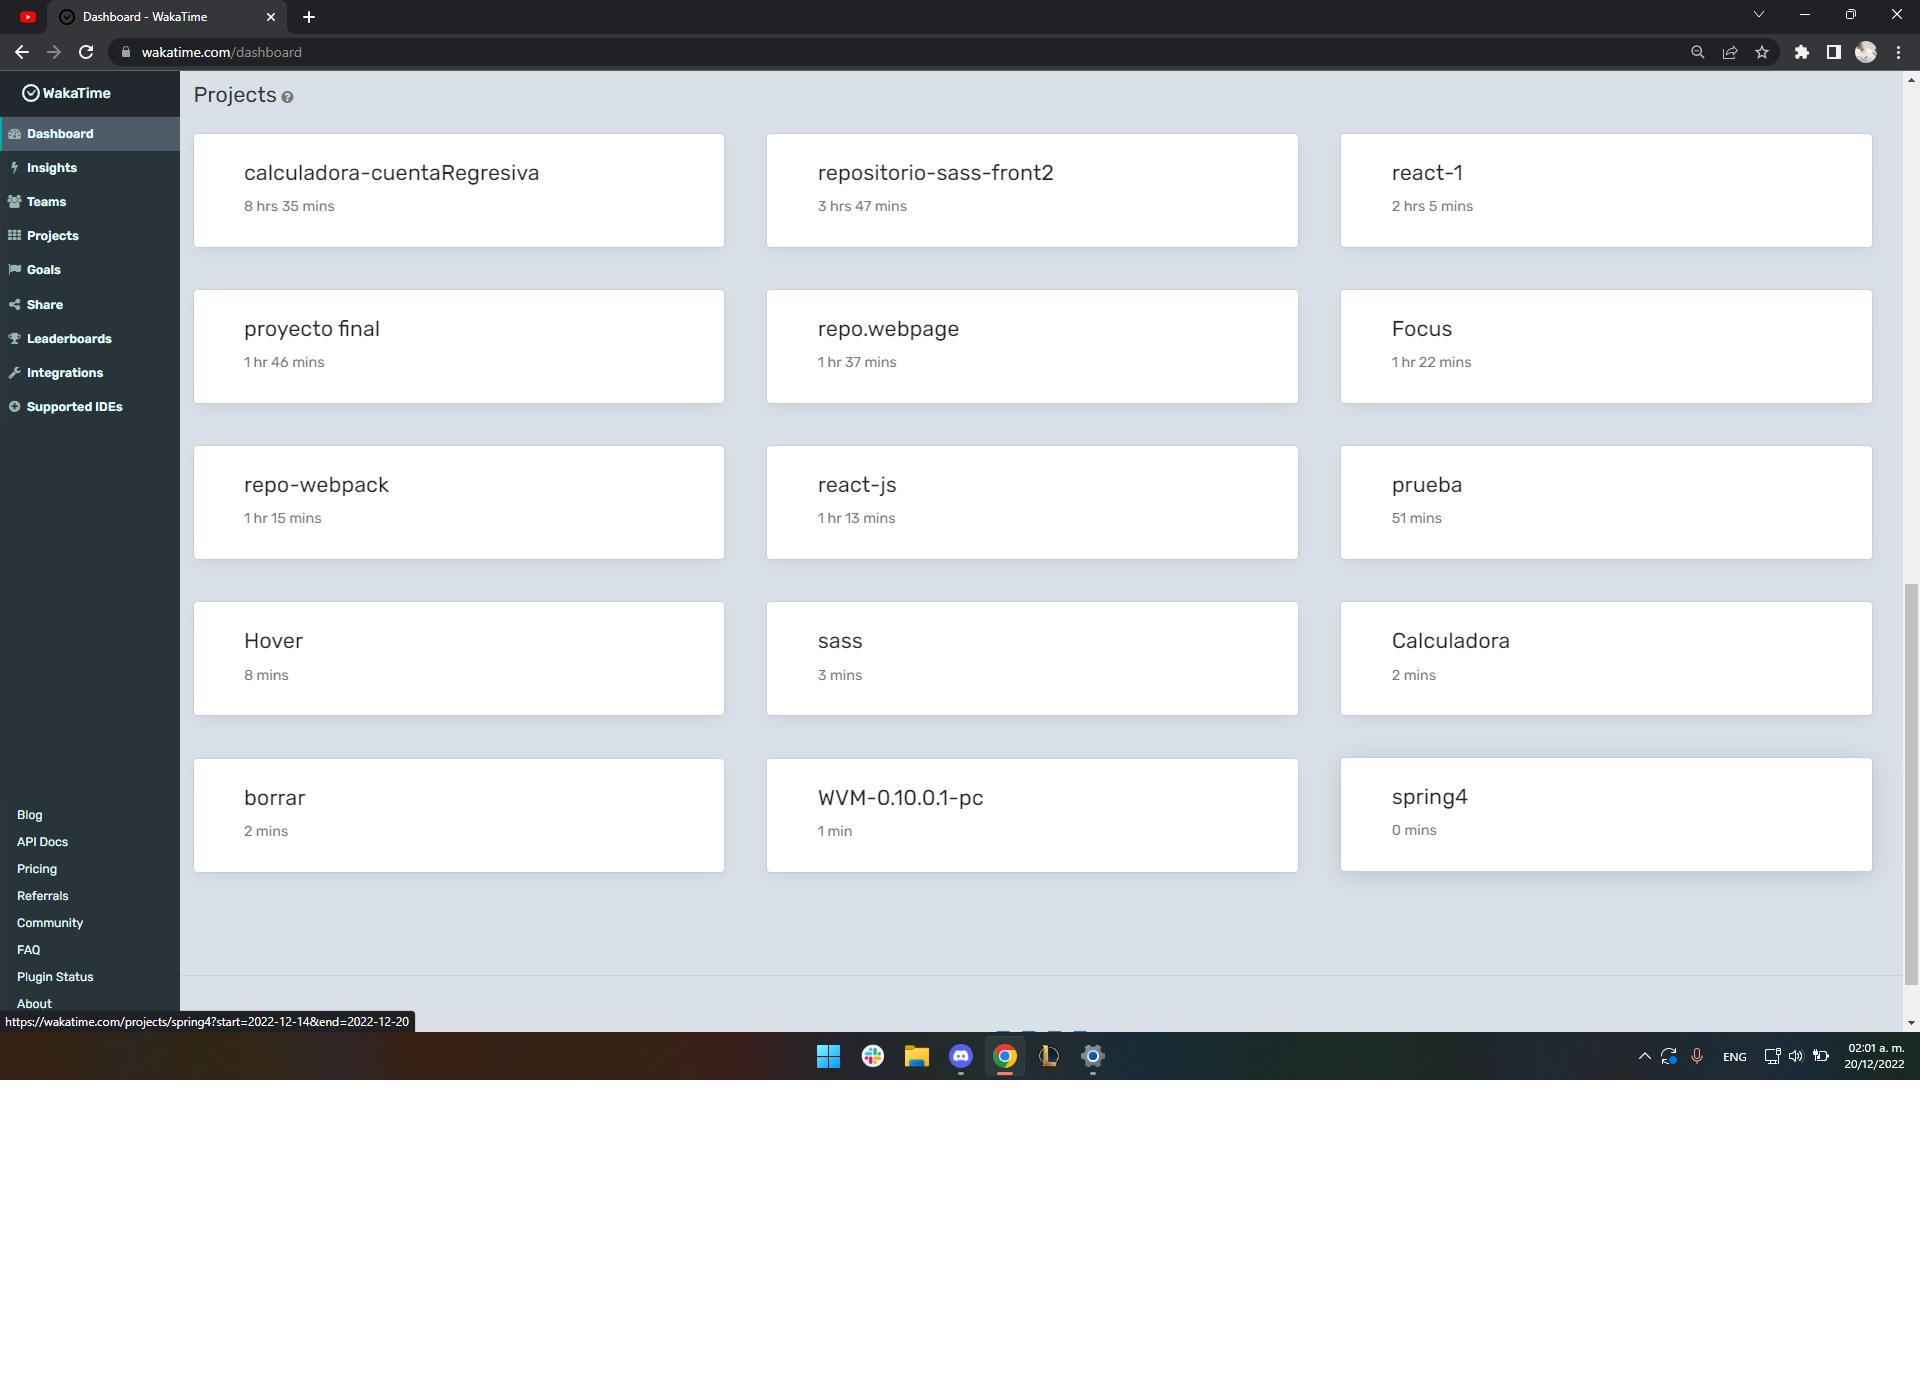 Dashboard - WakaTime
wakatime.com/dashboard
WakaTime
Dashboard
Insights
Teams
Projects
Goals
Share
Leaderboards
Integrations
Supported IDEs
Blog
API Docs
Pricing
Referrals
Community
FAQ
Plugin Status
About
Projects
calculadora-cuentaRegresiva
8 hrs 35 mins
repositorio-sass-front2
3 hrs 47 mins
react-1
2 hrs 5 mins
proyecto final
1 hr 46 mins
repo.webpage
1 hr 37 mins
Focus
1 hr 22 mins
repo-webpack
1 hr 15 mins
react-js
1 hr 13 mins
prueba
51 mins
Hover
8 mins
sass
3 mins
Calculadora
2 mins
borrar
2 mins
WVM-0.10.0.1-pc
1 min
spring4
0 mins
https://wakatime.com/projects/spring4?start=2022-12-14&end=2022-12-20
ENG
02:01 a. m.
20/12/2022